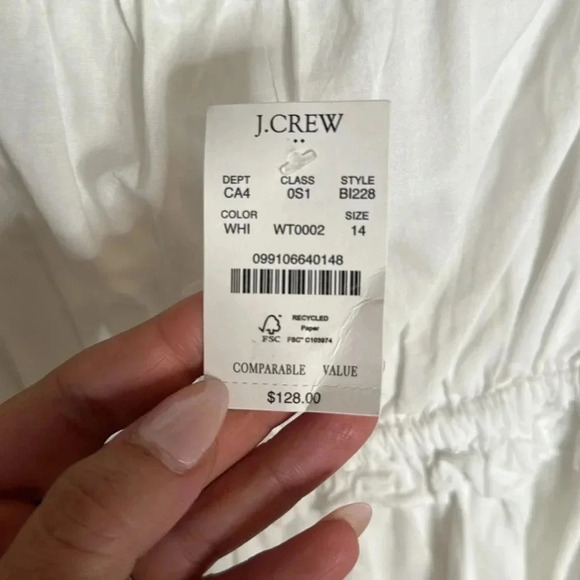 J.CREW
DEPT CLASS STYLE
CA4 0S1 BI228
COLOR SIZE
WHI WT0002 14
099106640148
RECYCLED
Paper
FSC FSC® C103974
COMPARABLE VALUE
$128.00